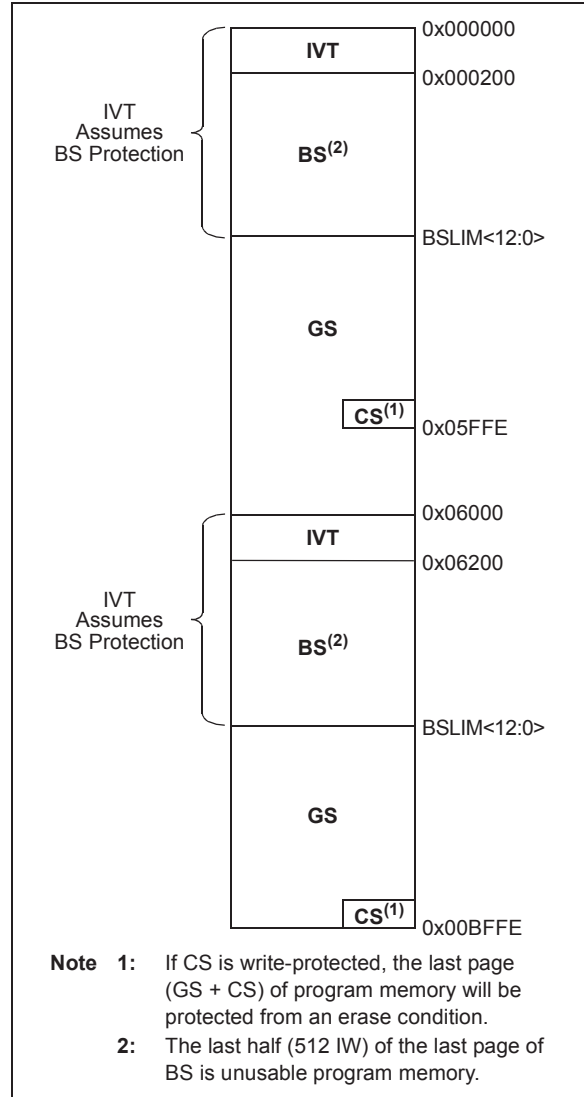 0x000000
IVT
0x000200
IVT
Assumes
BS Protection
BS(2)
BSLIM<12:0>
GS
CS(1)
0x05FFE
0x06000
IVT
0x06200
IVT
Assumes
BS Protection
BS(2)
BSLIM<12:0>
GS
CS(1)
0x00BFFE
Note 1: If CS is write-protected, the last page
(GS + CS) of program memory will be
protected from an erase condition.
2: The last half (512 IW) of the last page of
BS is unusable program memory.